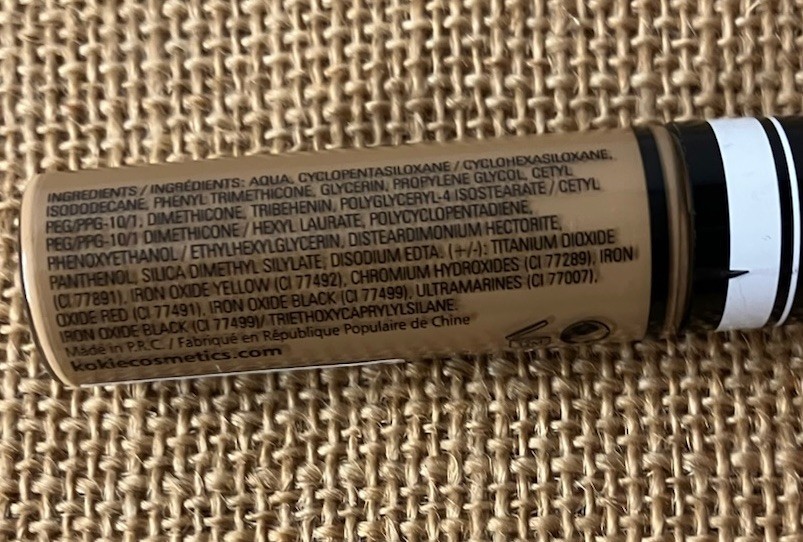 INGREDIENTS / INGRÉDIENTS: AQUA, CYCLOPENTASILOXANE / CYCLOHEXASILOXANE,
ISODODECANE, PHENYL TRIMETHICONE, GLYCERIN, PROPYLENE GLYCOL, CETYL
PEG/PPG-10/1; DIMETHICONE, TRIBEHENIN, POLYGLYCERYL-4 ISOSTEARATE / CETYL
PEG/PPG-10/1 DIMETHICONE / HEXYL LAURATE, POLYCYCLOPENTADIENE,
PHENOXYETHANOL / ETHYLHEXYLGLYCERIN, DISTEARDIMONIUM HECTORITE,
PANTHENOL, SILICA DIMETHYL SILYLATE, DISODIUM EDTA. (+/-): TITANIUM DIOXIDE
(CI 77891), IRON OXIDE YELLOW (CI 77492), CHROMIUM HYDROXIDES (CI 77289), IRON
OXIDE RED (CI 77491), IRON OXIDE BLACK (CI 77499), ULTRAMARINES (CI 77007),
IRON OXIDE BLACK (CI 77499)/ TRIETHOXYCAPRYLYLSILANE.
Made in P.R.C. / Fabriqué en République Populaire de Chine
kokiecosmetics.com